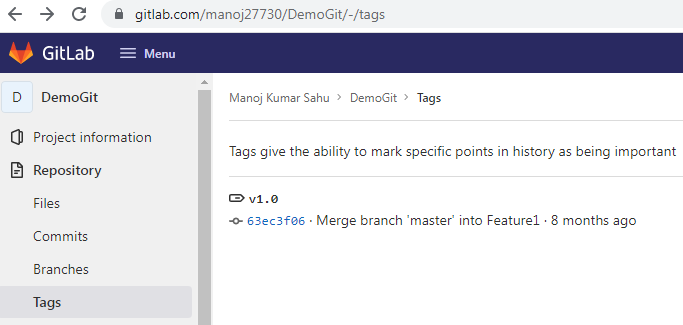 gitlab.com/manoj27730/DemoGit/-/tags
GitLab Menu
D DemoGit
Project information
Repository
Files
Commits
Branches
Tags
Manoj Kumar Sahu > DemoGit > Tags
Tags give the ability to mark specific points in history as being important
v1.0
63ec3f06 · Merge branch 'master' into Feature1 · 8 months ago